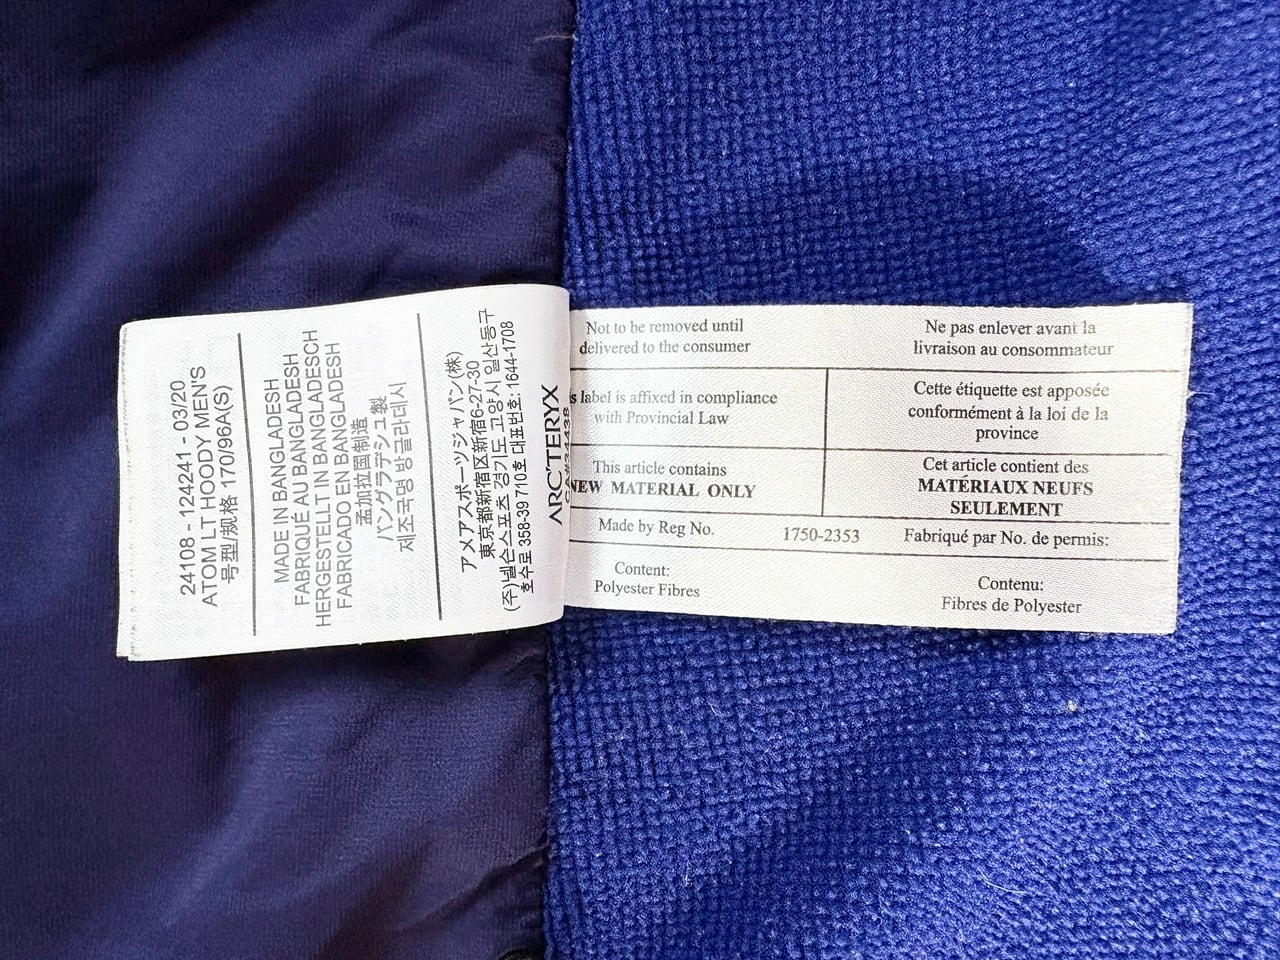 24108 - 124241 - 03/20
ATOM LT HOODY MEN'S
号型/规格 170/96A(S)
MADE IN BANGLADESH
FABRIQUÉ AU BANGLADESH
HERGESTELLT IN BANGLADESCH
FABRICADO EN BANGLADESH
孟加拉国制造
バングラデシュ製
제조국명 방글라데시
アメアスポーツジャパン(株)
東京都新宿区新宿6-27-30
(주)넬슨스포츠 경기도 고양시 일산동구
호수로 358-39 710호 대표번호: 1644-1708
ARC'TERYX
CA#34438
Not to be removed until
delivered to the consumer
Ne pas enlever avant la
livraison au consommateur
s label is affixed in compliance
with Provincial Law
Cette étiquette est apposée
conformément à la loi de la
province
This article contains
NEW MATERIAL ONLY
Cet article contient des
MATÉRIAUX NEUFS
SEULEMENT
Made by Reg No. 1750-2353 Fabriqué par No. de permis:
Content:
Polyester Fibres
Contenu:
Fibres de Polyester